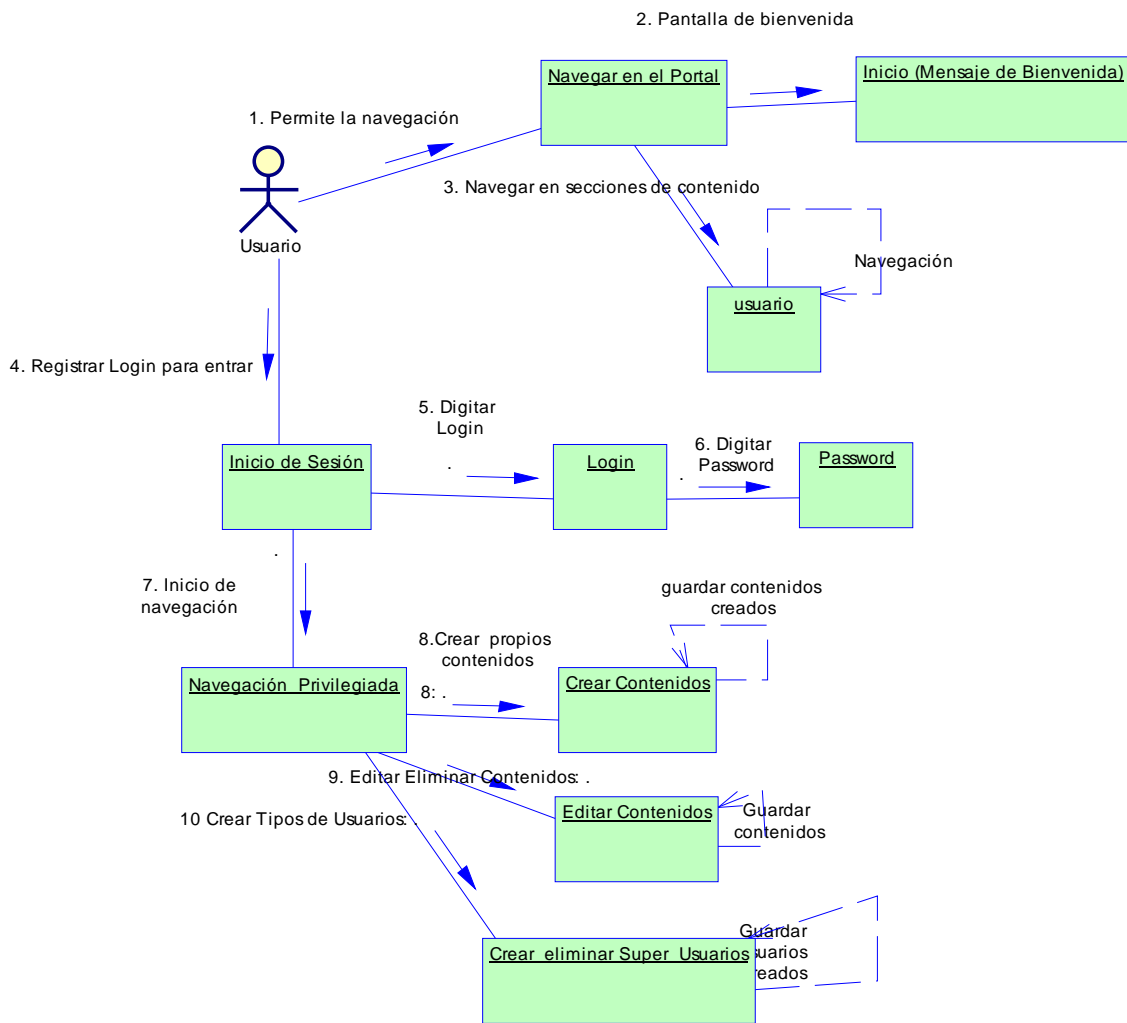 2. Pantalla de bienvenida
Navegar en el Portal
Inicio (Mensaje de Bienvenida)
1. Permite la navegación
3. Navegar en secciones de contenido
Usuario
Navegación
usuario
4. Registrar Login para entrar
5. Digitar
Login
.
6. Digitar
Password
.
Inicio de Sesión
Login
Password
.
7. Inicio de
navegación
guardar contenidos
creados
8.Crear propios
contenidos
8: .
Navegación Privilegiada
Crear Contenidos
9. Editar Eliminar Contenidos: .
10 Crear Tipos de Usuarios: .
Editar Contenidos
Guardar
contenidos
Crear eliminar Super Usuarios
Guardar
usuarios
creados